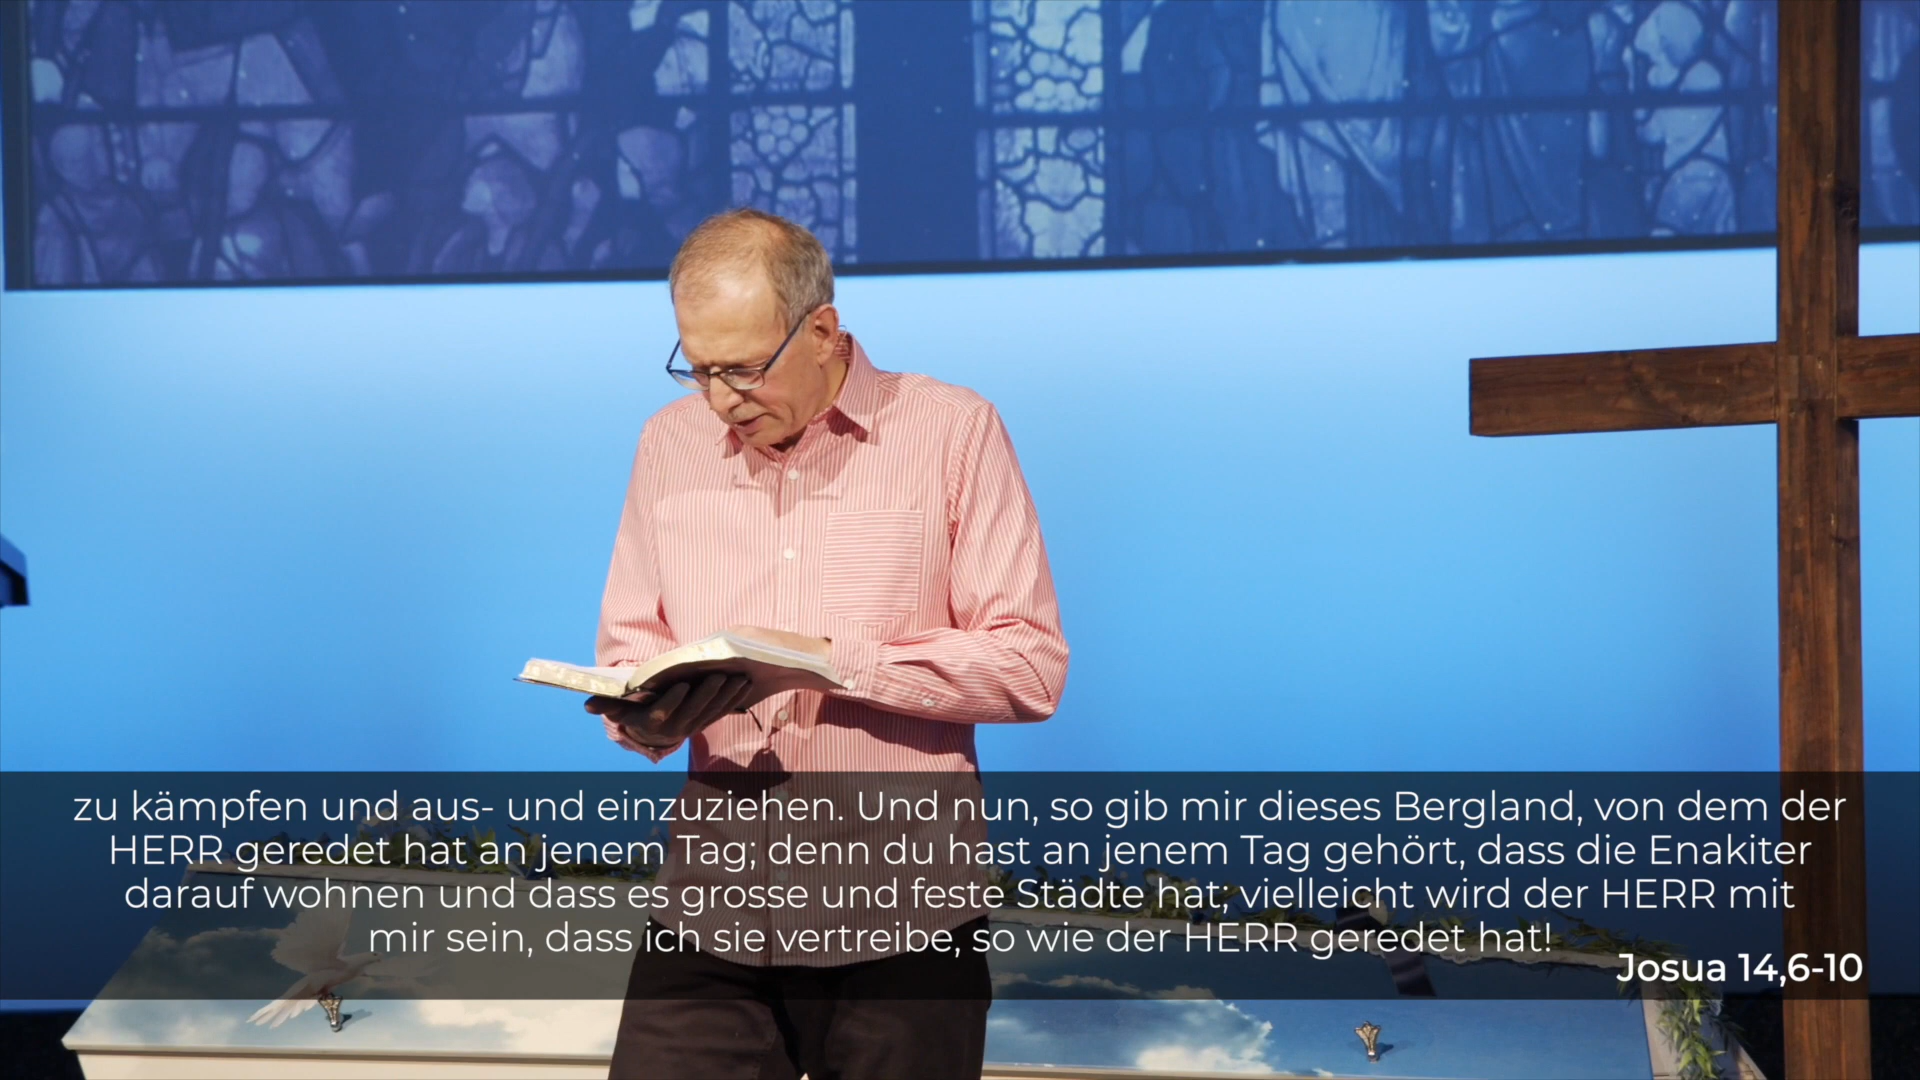 zu kämpfen und aus- und einzuziehen. Und nun, so gib mir dieses Bergland, von dem der
HERR geredet hat an jenem Tag; denn du hast an jenem Tag gehört, dass die Enakiter
darauf wohnen und dass es grosse und feste Städte hat; vielleicht wird der HERR mit
mir sein, dass ich sie vertreibe, so wie der HERR geredet hat!
Josua 14,6-10